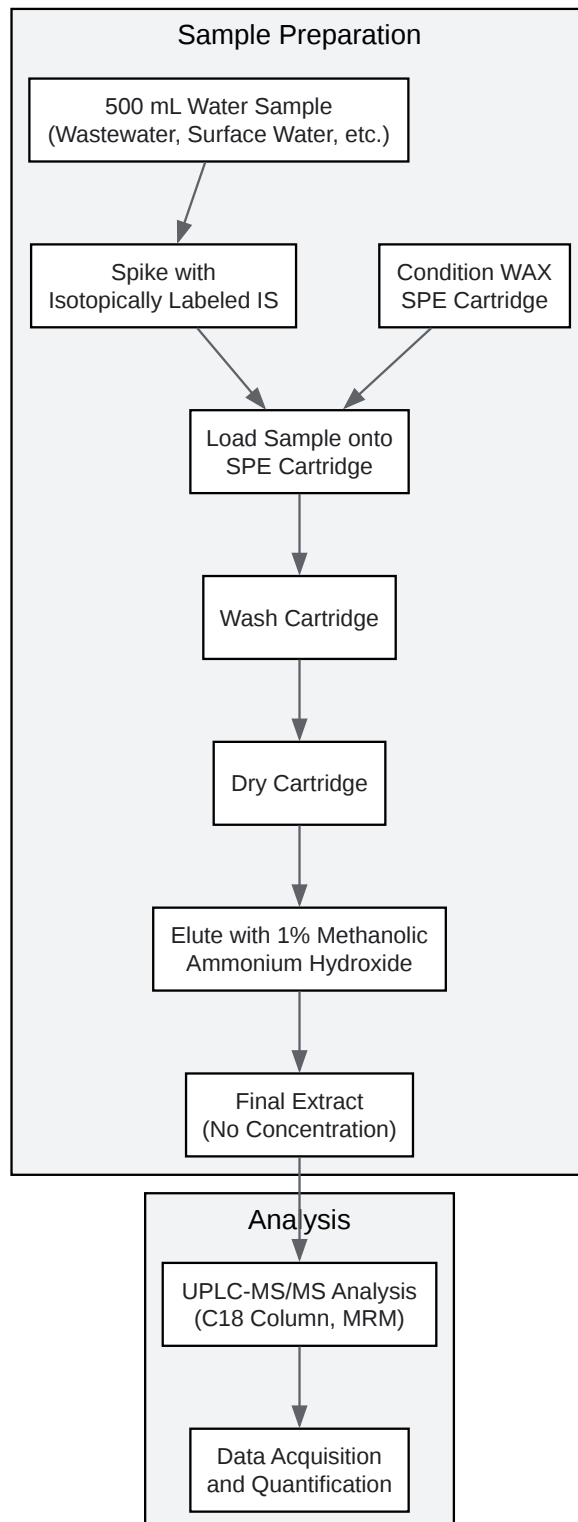 Sample Preparation
500 mL Water Sample
(Wastewater, Surface Water, etc.)
Spike with
Isotopically Labeled IS
Condition WAX
SPE Cartridge
Load Sample onto
SPE Cartridge
Wash Cartridge
Dry Cartridge
Elute with 1% Methanolic
Ammonium Hydroxide
Final Extract
(No Concentration)
Analysis
UPLC-MS/MS Analysis
(C18 Column, MRM)
Data Acquisition
and Quantification